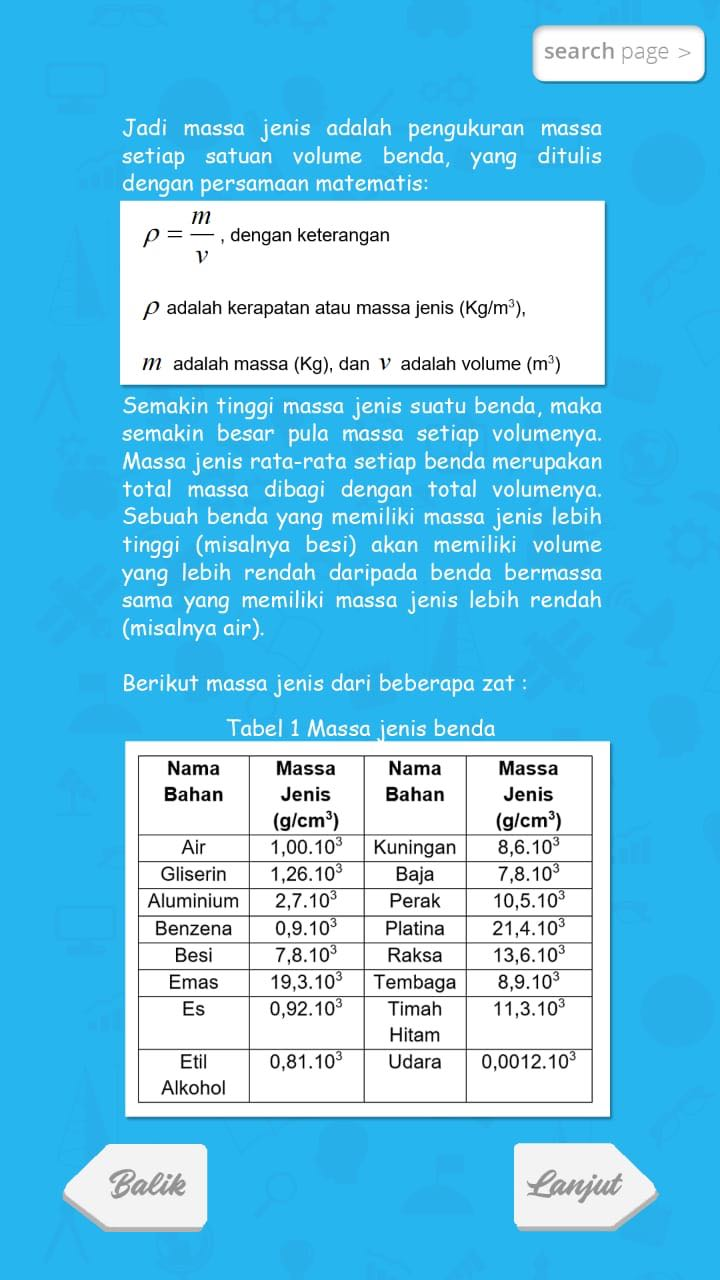 search page >
Jadi massa jenis adalah pengukuran massa
setiap satuan volume benda, yang ditulis
dengan persamaan matematis:
ρ = m/v , dengan keterangan
ρ adalah kerapatan atau massa jenis (Kg/m³),
m adalah massa (Kg), dan v adalah volume (m³)
Semakin tinggi massa jenis suatu benda, maka
semakin besar pula massa setiap volumenya.
Massa jenis rata-rata setiap benda merupakan
total massa dibagi dengan total volumenya.
Sebuah benda yang memiliki massa jenis lebih
tinggi (misalnya besi) akan memiliki volume
yang lebih rendah daripada benda bermassa
sama yang memiliki massa jenis lebih rendah
(misalnya air).
Berikut massa jenis dari beberapa zat :
Tabel 1 Massa jenis benda
Nama Massa Nama Massa
Bahan Jenis Bahan Jenis
(g/cm³) (g/cm³)
Air 1,00.10³ Kuningan 8,6.10³
Gliserin 1,26.10³ Baja 7,8.10³
Aluminium 2,7.10³ Perak 10,5.10³
Benzena 0,9.10³ Platina 21,4.10³
Besi 7,8.10³ Raksa 13,6.10³
Emas 19,3.10³ Tembaga 8,9.10³
Es 0,92.10³ Timah 11,3.10³
Hitam
Etil 0,81.10³ Udara 0,0012.10³
Alkohol
Balik Lanjut